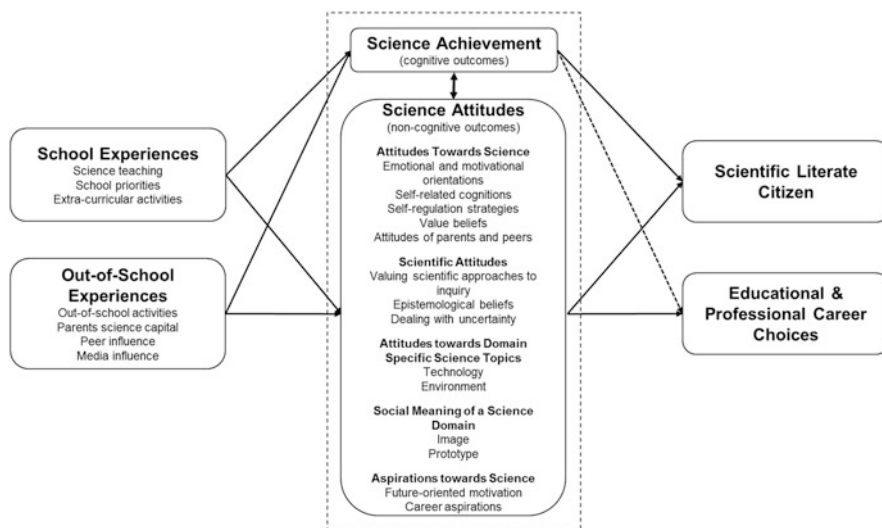 Science Achievement
(cognitive outcomes)
Science Attitudes
(non-cognitive outcomes)
Attitudes Towards Science
Emotional and motivational
orientations
Self-related cognitions
Self-regulation strategies
Value beliefs
Attitudes of parents and peers
Scientific Attitudes
Valuing scientific approaches to
inquiry
Epistemological beliefs
Dealing with uncertainty
Attitudes towards Domain
Specific Science Topics
Technology
Environment
Social Meaning of a Science
Domain
Image
Prototype
Aspirations towards Science
Future-oriented motivation
Career aspirations
School Experiences
Science teaching
School priorities
Extra-curricular activities
Out-of-School
Experiences
Out-of-school activities
Parents science capital
Peer influence
Media influence
Scientific Literate
Citizen
Educational &
Professional Career
Choices